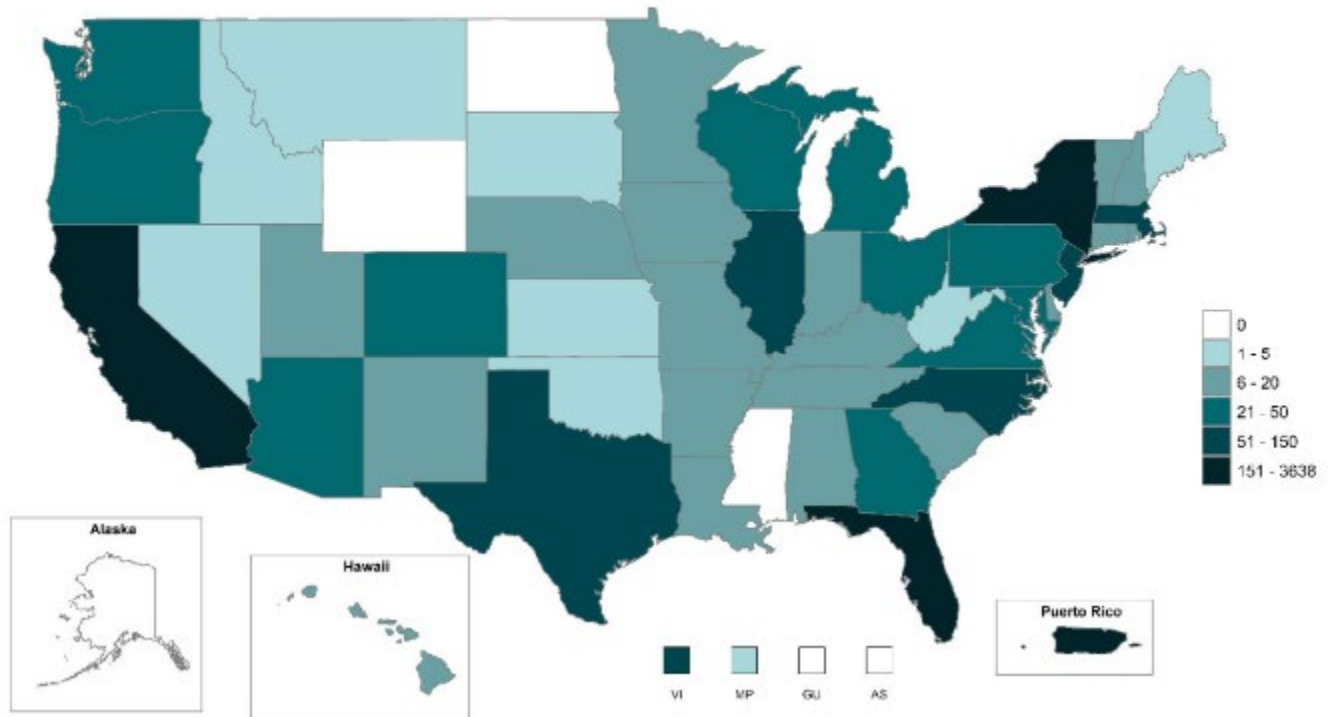 0
1 - 5
6 - 20
21 - 50
51 - 150
151 - 3638
Alaska
Hawaii
Puerto Rico
VI MP GU AS